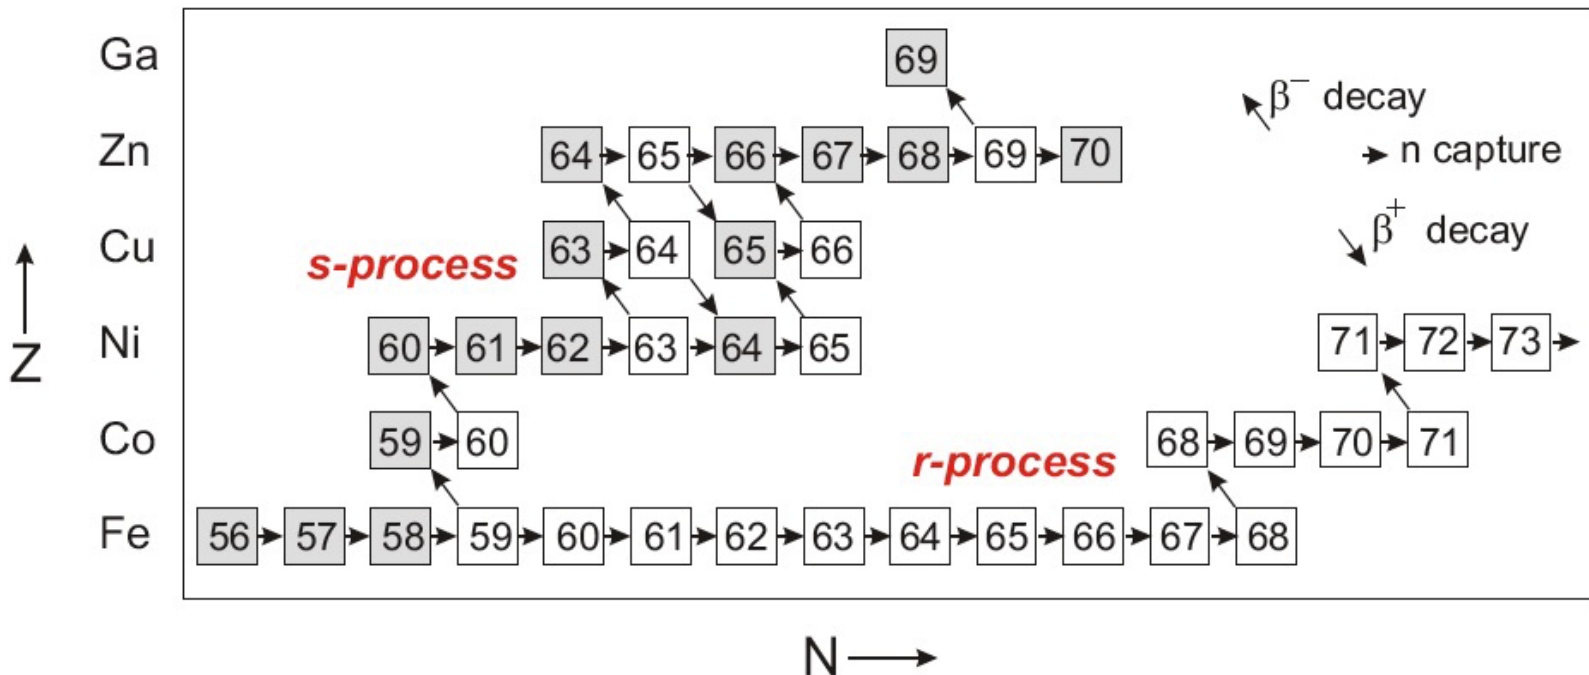 Ga 69
β⁻ decay
Zn 64 65 66 67 68 69 70
n capture
Cu 63 64 65 66
β⁺ decay
s-process
Ni 60 61 62 63 64 65 71 72 73
Z
Co 59 60 68 69 70 71
r-process
Fe 56 57 58 59 60 61 62 63 64 65 66 67 68
N